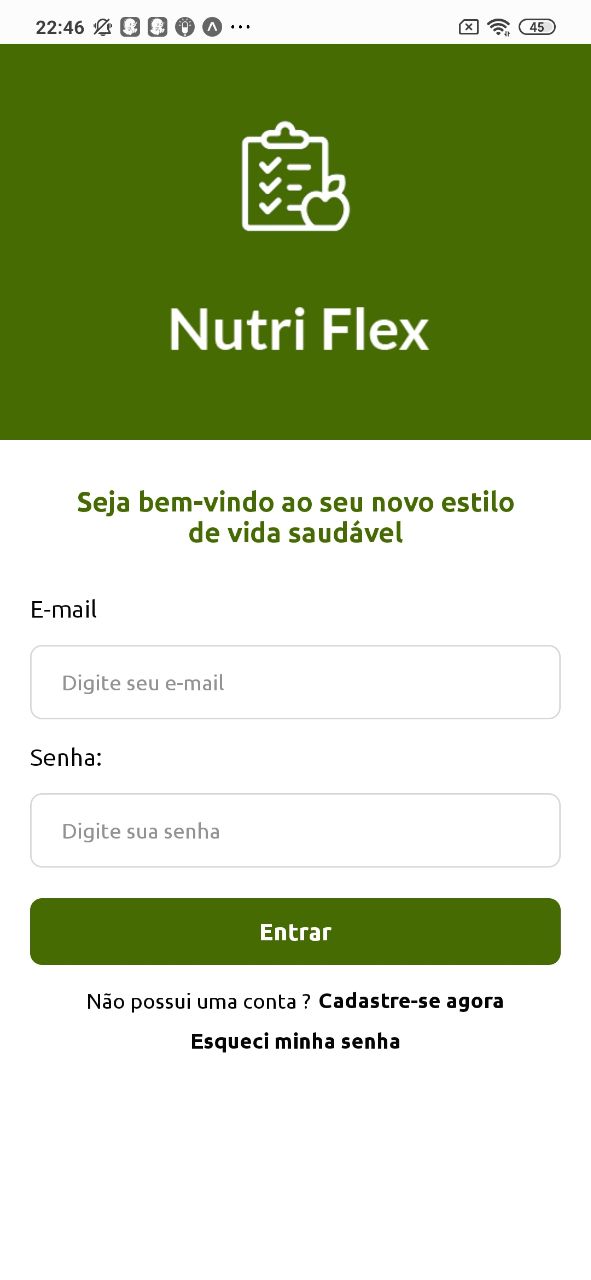 22:46
45
Nutri Flex
Seja bem-vindo ao seu novo estilo
de vida saudável
E-mail
Digite seu e-mail
Senha:
Digite sua senha
Entrar
Não possui uma conta ? Cadastre-se agora
Esqueci minha senha